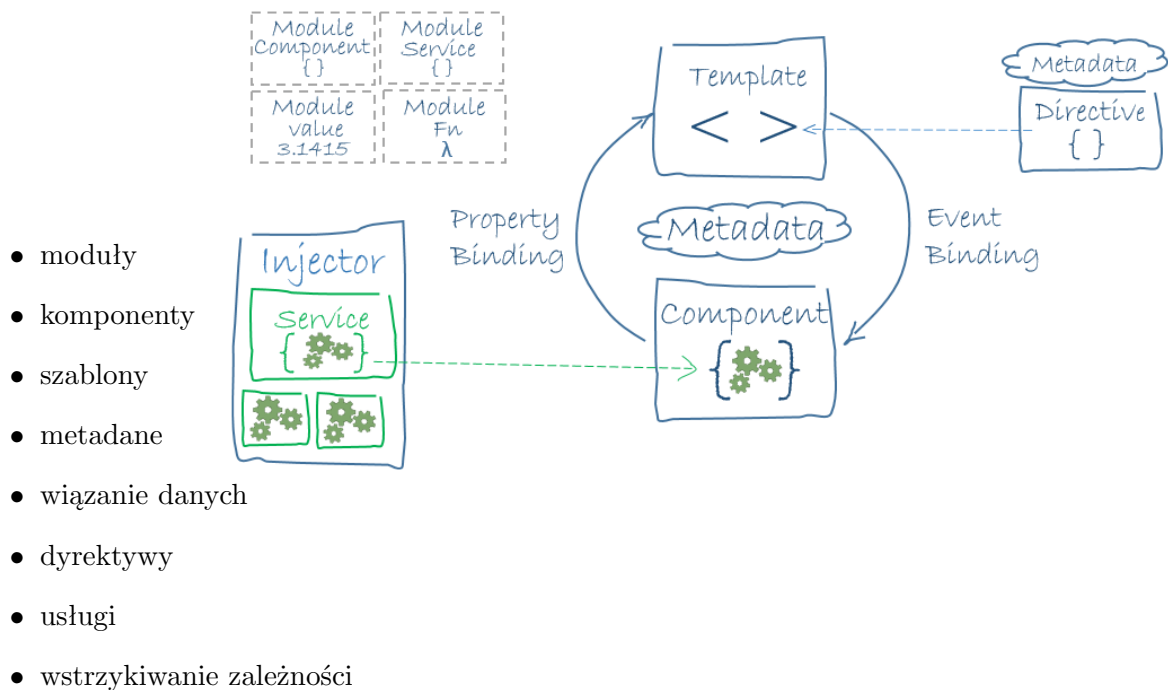 Module
Component
{ }
Module
Service
{ }
Module
value
3.1415
Module
Fn
λ
Template
< >
Metadata
Directive
{ }
Property
Binding
Metadata
Event
Binding
Injector
Service
{ }
Component
{ }
• moduły
• komponenty
• szablony
• metadane
• wiązanie danych
• dyrektywy
• usługi
• wstrzykiwanie zależności